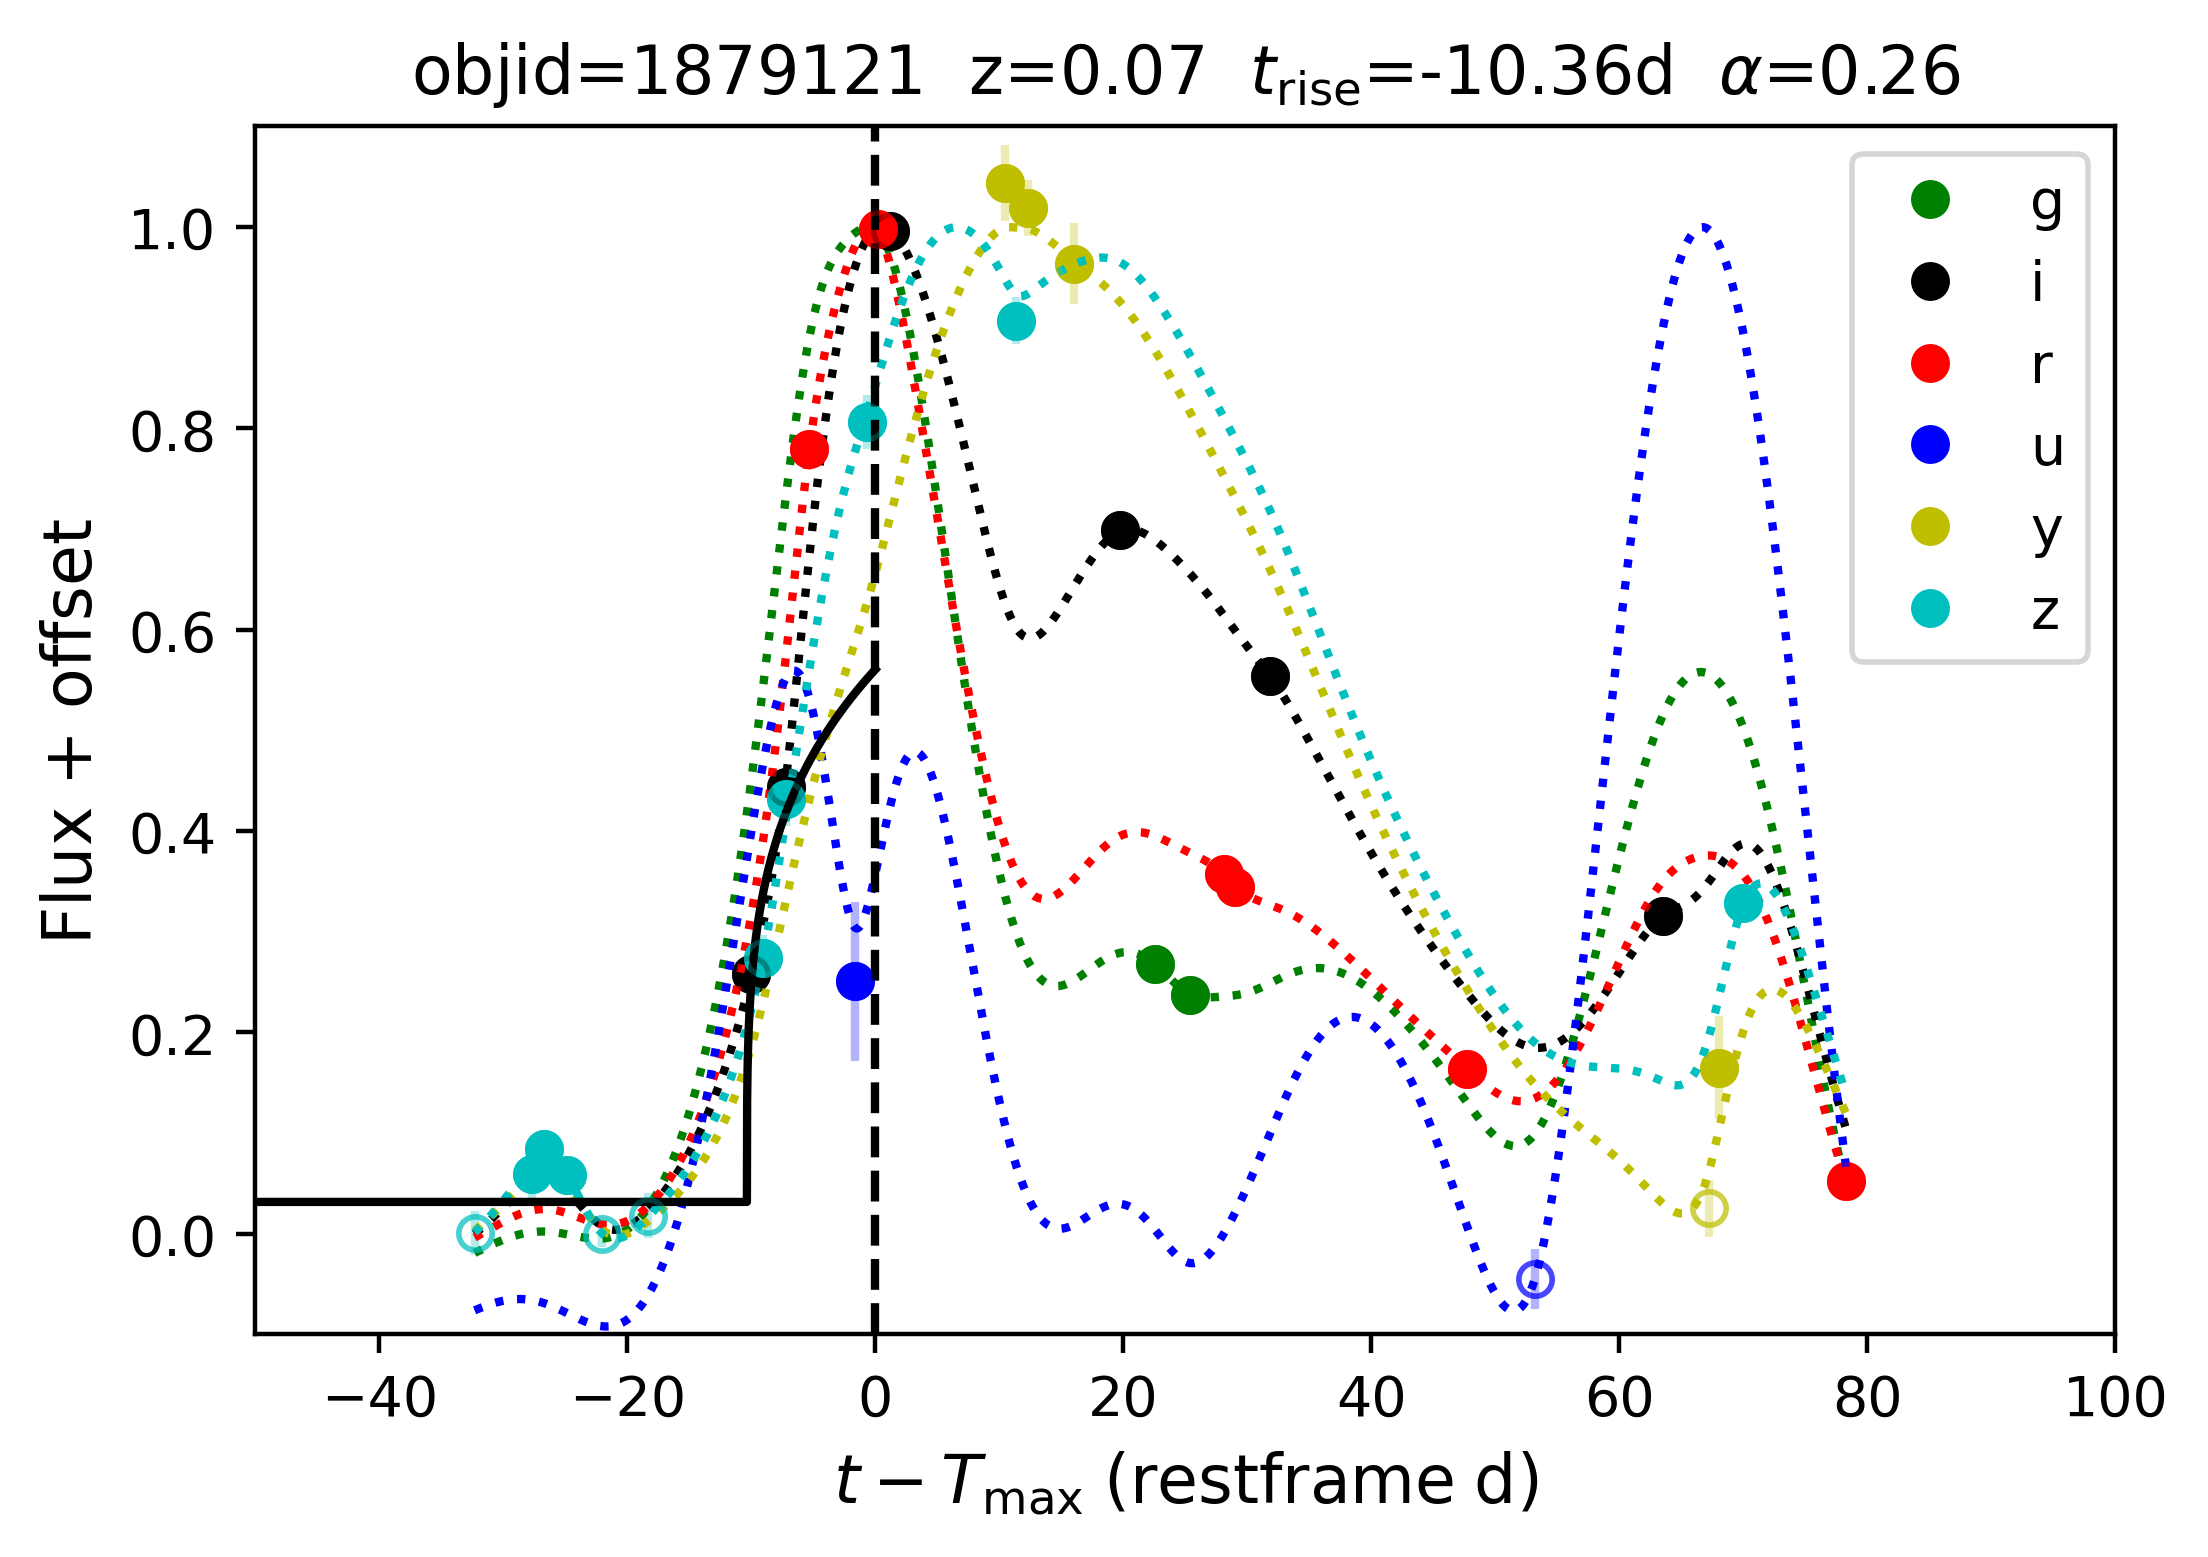 objid=1879121 z=0.07 t_rise=-10.36d α=0.26
Flux + offset
1.0
0.8
0.6
0.4
0.2
0.0
g
i
r
u
y
z
−40 −20 0 20 40 60 80 100
t − T_max (restframe d)